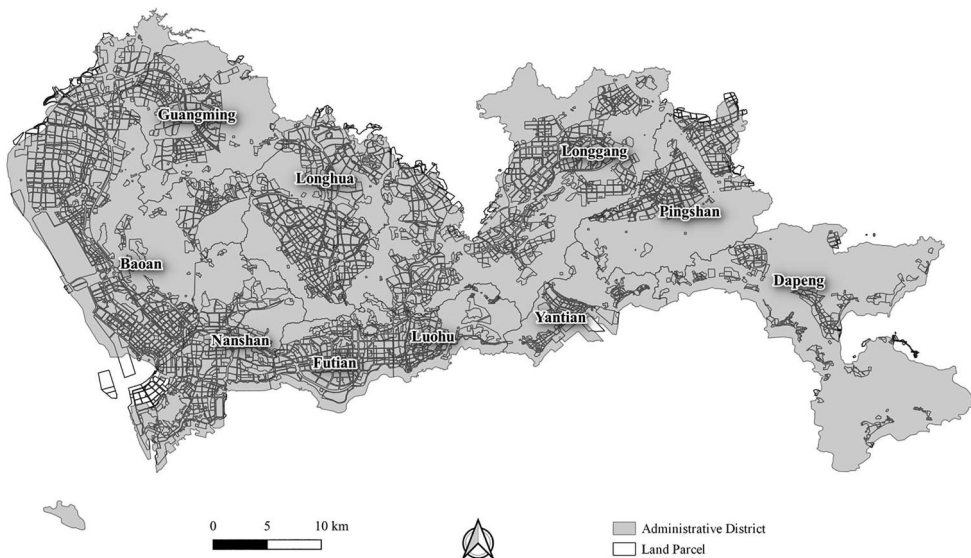 Guangming
Longhua
Longgang
Pingshan
Baoan
Dapeng
Nanshan
Futian
Luohu
Yantian
0 5 10 km
Administrative District
Land Parcel